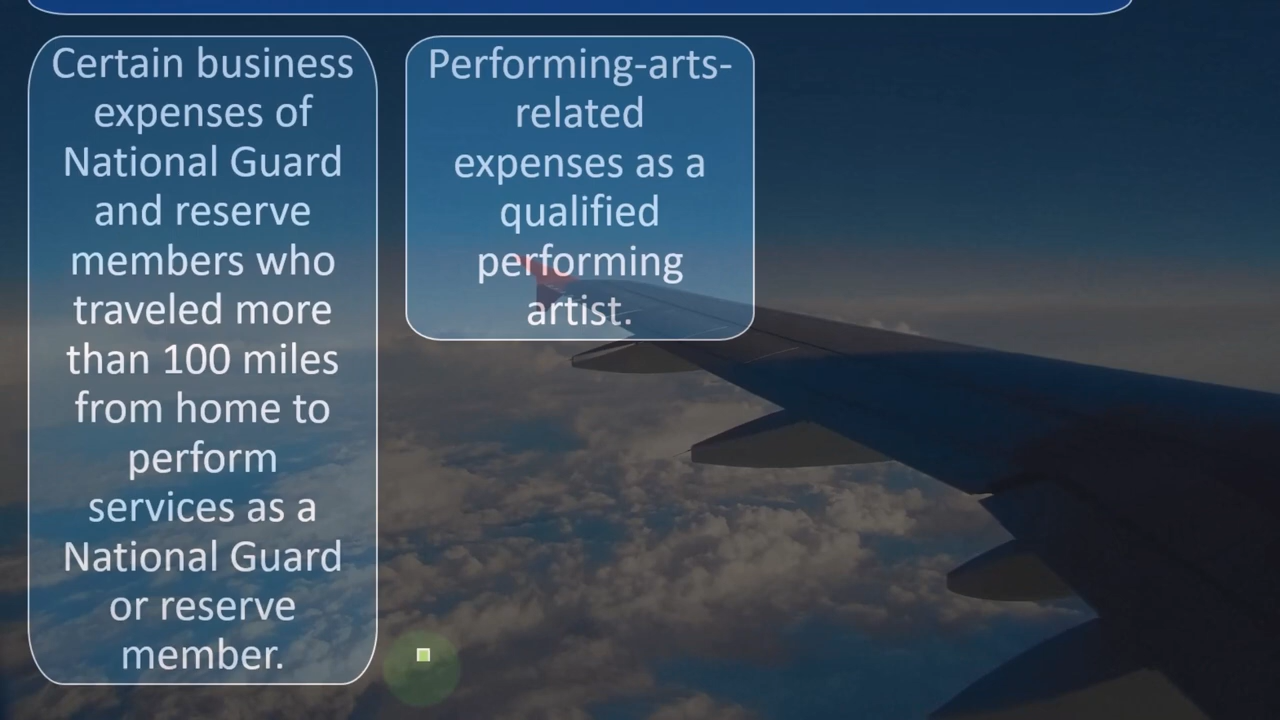 Certain business
expenses of
National Guard
and reserve
members who
traveled more
than 100 miles
from home to
perform
services as a
National Guard
or reserve
member.
Performing-arts-
related
expenses as a
qualified
performing
artist.